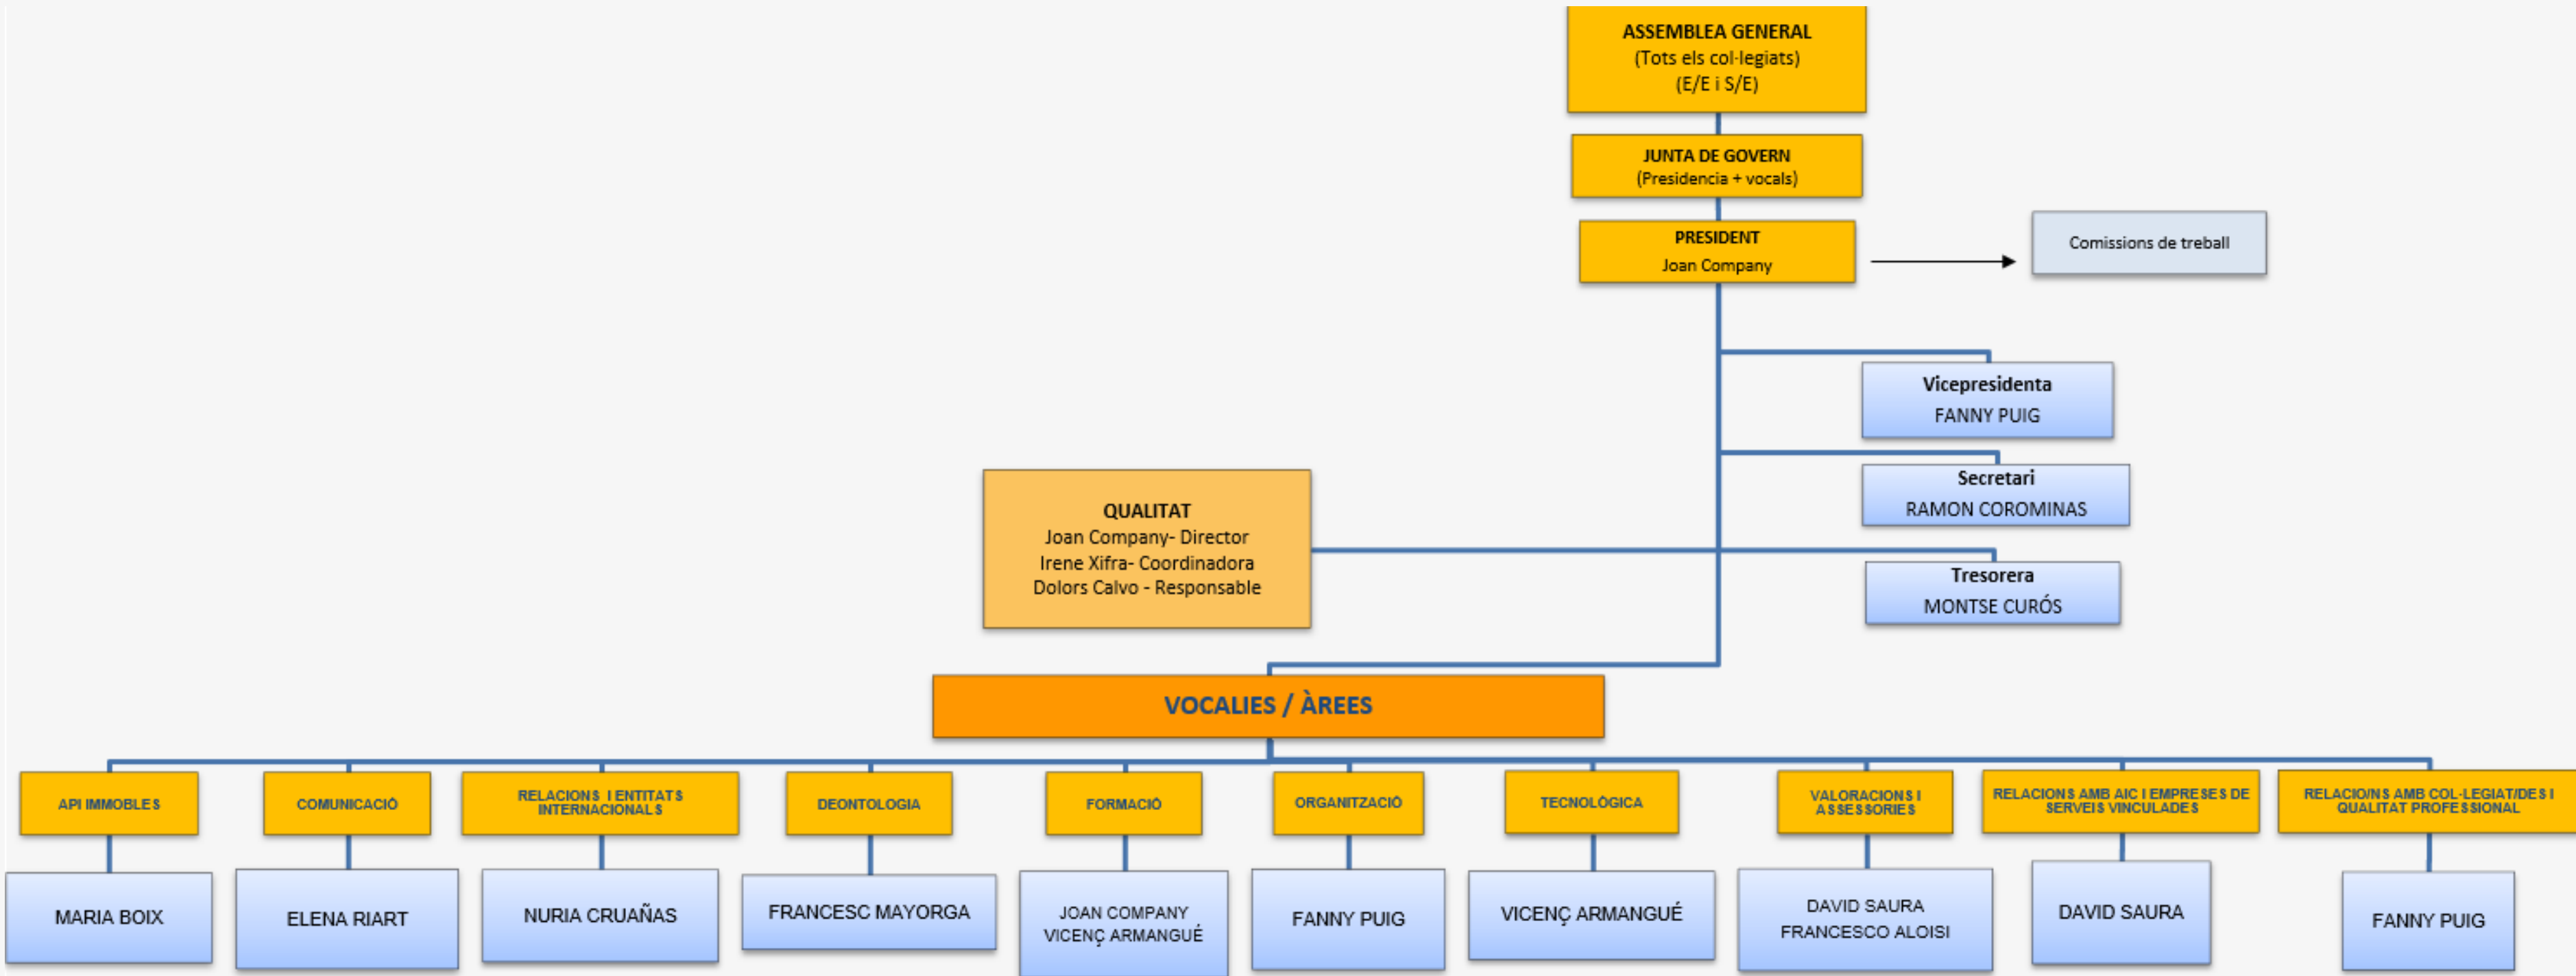 ASSEMBLEA GENERAL
(Tots els col·legiats)
(E/E i S/E)
JUNTA DE GOVERN
(Presidencia + vocals)
PRESIDENT
Joan Company
Comissions de treball
Vicepresidenta
FANNY PUIG
Secretari
RAMON COROMINAS
QUALITAT
Joan Company- Director
Irene Xifra- Coordinadora
Dolors Calvo - Responsable
Tresorera
MONTSE CURÓS
VOCALIES / ÀREES
API IMMOBLES
MARIA BOIX
COMUNICACIÓ
ELENA RIART
RELACIONS I ENTITATS
INTERNACIONALS
NURIA CRUAÑAS
DEONTOLOGIA
FRANCESC MAYORGA
FORMACIÓ
JOAN COMPANY
VICENÇ ARMANGUÉ
ORGANITZACIÓ
FANNY PUIG
TECNOLÒGICA
VICENÇ ARMANGUÉ
VALORACIONS I
ASSESSORIES
DAVID SAURA
FRANCESCO ALOISI
RELACIONS AMB AIC I EMPRESES DE
SERVEIS VINCULADES
DAVID SAURA
RELACIO/NS AMB COL·LEGIAT/DES I
QUALITAT PROFESSIONAL
FANNY PUIG